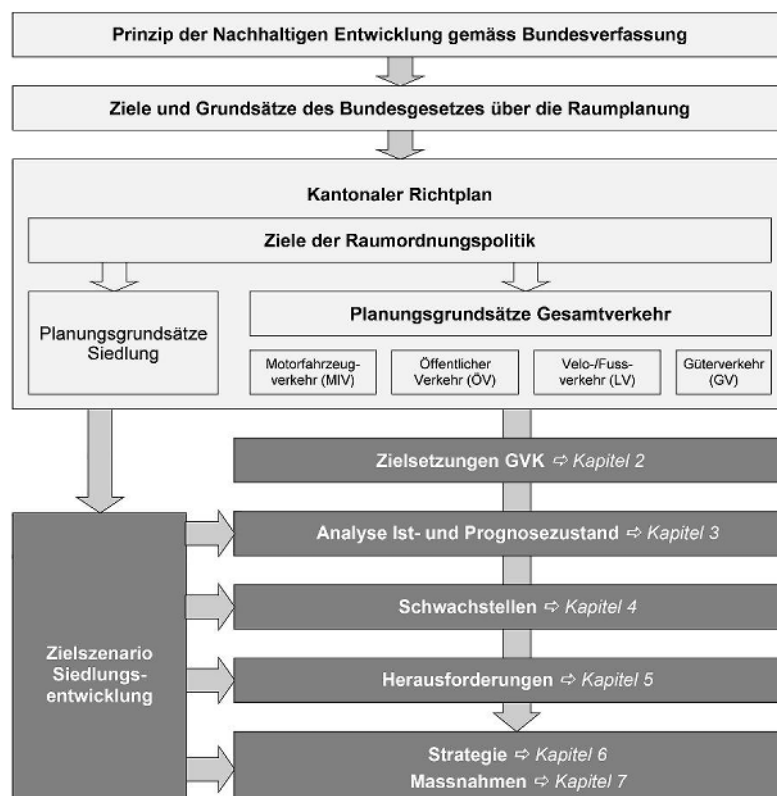 Prinzip der Nachhaltigen Entwicklung gemäss Bundesverfassung
Ziele und Grundsätze des Bundesgesetzes über die Raumplanung
Kantonaler Richtplan
Ziele der Raumordnungspolitik
Planungsgrundsätze
Siedlung
Planungsgrundsätze Gesamtverkehr
Motorfahrzeug-
verkehr (MIV)
Öffentlicher
Verkehr (ÖV)
Velo-/Fuss-
verkehr (LV)
Güterverkehr
(GV)
Zielsetzungen GVK ⇨ Kapitel 2
Analyse Ist- und Prognosezustand ⇨ Kapitel 3
Schwachstellen ⇨ Kapitel 4
Zielszenario
Siedlungs-
entwicklung
Herausforderungen ⇨ Kapitel 5
Strategie ⇨ Kapitel 6
Massnahmen ⇨ Kapitel 7